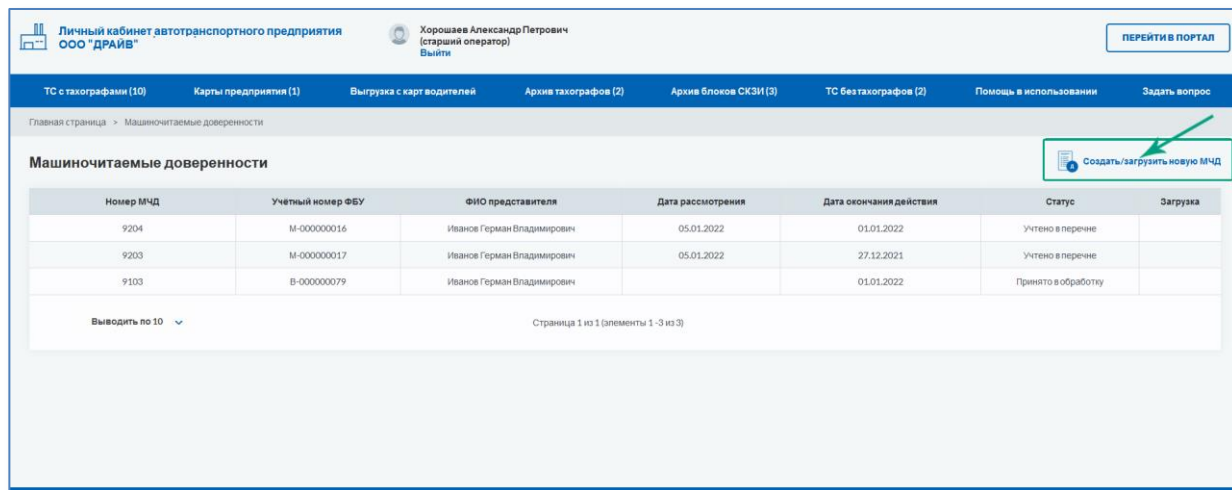 Личный кабинет автотранспортного предприятия
ООО "ДРАЙВ"
Хорошаев Александр Петрович
(старший оператор)
Выйти
ПЕРЕЙТИ В ПОРТАЛ
ТС с тахографами (10) Карты предприятия (1) Выгрузка с карт водителей Архив тахографов (2) Архив блоков СКЗИ (3) ТС без тахографов (2) Помощь в использовании Задать вопрос
Главная страница > Машиночитаемые доверенности
Машиночитаемые доверенности
Создать/загрузить новую МЧД
Номер МЧД Учётный номер ФБУ ФИО представителя Дата рассмотрения Дата окончания действия Статус Загрузка
9204 М-000000016 Иванов Герман Владимирович 05.01.2022 01.01.2022 Учтено в перечне
9203 М-000000017 Иванов Герман Владимирович 05.01.2022 27.12.2021 Учтено в перечне
9103 В-000000079 Иванов Герман Владимирович 01.01.2022 Принято в обработку
Выводить по 10 Страница 1 из 1 (элементы 1 -3 из 3)